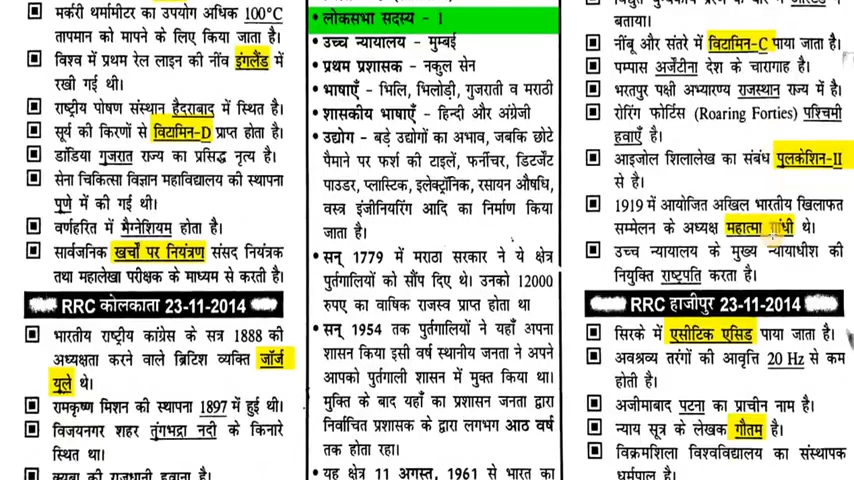 मर्करी थर्मामीटर का उपयोग अधिक 100°C
तापमान को मापने के लिए किया जाता है।
विश्व में प्रथम रेल लाइन की नींव इंग्लैंड में
रखी गई थी।
राष्ट्रीय पोषण संस्थान हैदराबाद में स्थित है।
सूर्य की किरणों से विटामिन-D प्राप्त होता है।
डांडिया गुजरात राज्य का प्रसिद्ध नृत्य है।
सेना चिकित्सा विज्ञान महाविद्यालय की स्थापना
पुणे में की गई थी।
वर्णहरित में मैग्नेशियम होता है।
सार्वजनिक खर्चों पर नियंत्रण संसद नियंत्रक
तथा महालेखा परीक्षक के माध्यम से करती है।
RRC कोलकाता 23-11-2014
भारतीय राष्ट्रीय कांग्रेस के सत्र 1888 की
अध्यक्षता करने वाले ब्रिटिश व्यक्ति जॉर्ज
यूले थे।
रामकृष्ण मिशन की स्थापना 1897 में हुई थी।
विजयनगर शहर तुंगभद्रा नदी के किनारे
स्थित था।
क्यूबा की राजधानी हवाना है।
• लोकसभा सदस्य - 1
• उच्च न्यायालय - मुम्बई
• प्रथम प्रशासक - नकुल सेन
• भाषाएँ - भिलि, भिलोड़ी, गुजराती व मराठी
• शासकीय भाषाएँ - हिन्दी और अंग्रेजी
• उद्योग - बड़े उद्योगों का अभाव, जबकि छोटे
पैमाने पर फर्श की टाइलें, फर्नीचर, डिटर्जेंट
पाउडर, प्लास्टिक, इलेक्ट्रॉनिक, रसायन औषधि,
वस्त्र इंजीनियरिंग आदि का निर्माण किया
जाता है।
• सन् 1779 में मराठा सरकार ने ये क्षेत्र
पुर्तगालियों को सौंप दिए थे। उनको 12000
रुपए का वाषिक राजस्व प्राप्त होता था
• सन् 1954 तक पुर्तगालियों ने यहाँ अपना
शासन किया इसी वर्ष स्थानीय जनता ने अपने
आपको पुर्तगाली शासन में मुक्त किया था।
मुक्ति के बाद यहाँ का प्रशासन जनता द्वारा
निर्वाचित प्रशासक के द्वारा लगभग आठ वर्ष
तक होता रहा।
• यह क्षेत्र 11 अगस्त, 1961 से भारत का
बताया।
नींबू और संतरे में विटामिन-C पाया जाता है।
पम्पास अर्जेंटीना देश के चारागाह है।
भरतपुर पक्षी अभ्यारण्य राजस्थान राज्य में है।
रोरिंग फोर्टिस (Roaring Forties) पश्चिमी
हवाएँ है।
आइजोल शिलालेख का संबंध पुलकेशिन-II
से है।
1919 में आयोजित अखिल भारतीय खिलाफत
सम्मेलन के अध्यक्ष महात्मा गांधी थे।
उच्च न्यायालय के मुख्य न्यायाधीश की
नियुक्ति राष्ट्रपति करता है।
RRC हाजीपुर 23-11-2014
सिरके में एसीटिक एसिड पाया जाता है।
अवश्रव्य तरंगों की आवृत्ति 20 Hz से कम
होती है।
अजीमाबाद पटना का प्राचीन नाम है।
न्याय सूत्र के लेखक गौतम है।
विक्रमशिला विश्वविद्यालय का संस्थापक
धर्मपाल है।